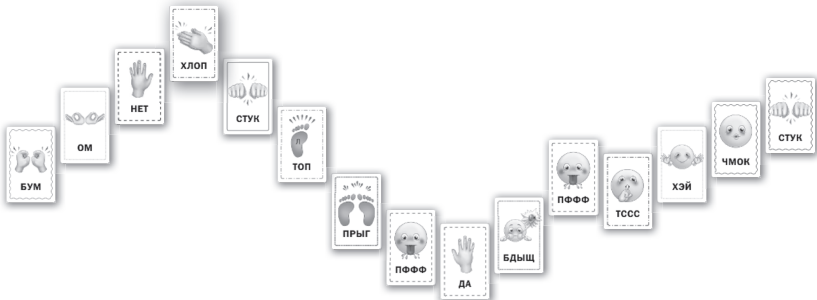 БУМ
ОМ
НЕТ
ХЛОП
СТУК
ТОП
ПРЫГ
ПФФФ
ДА
БДЫЩ
ПФФФ
ТССС
ХЭЙ
ЧМОК
СТУК